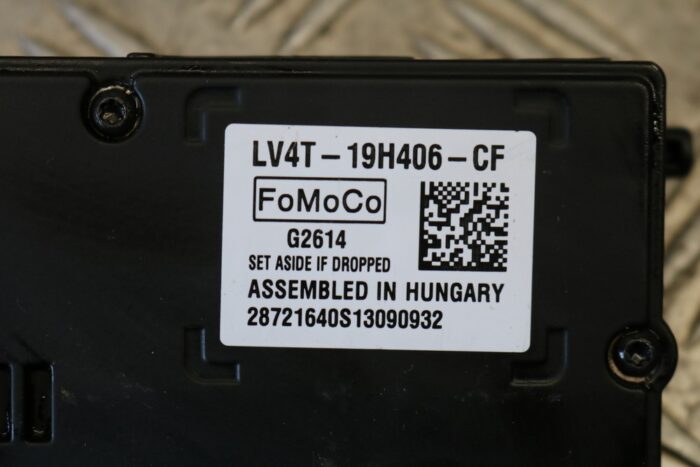 LV4T-19H406-CF
FoMoCo
G2614
SET ASIDE IF DROPPED
ASSEMBLED IN HUNGARY
28721640S13090932